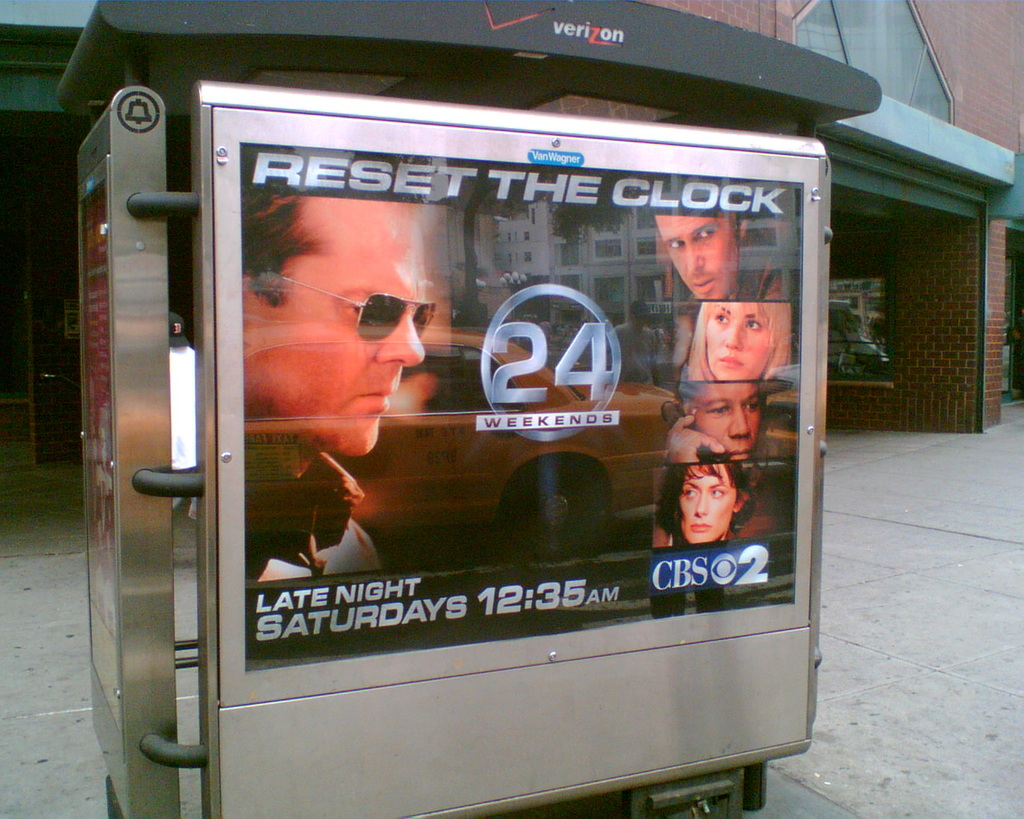 verizon
VanWagner
RESET THE CLOCK
24
WEEKENDS
CBS 2
LATE NIGHT
SATURDAYS 12:35AM